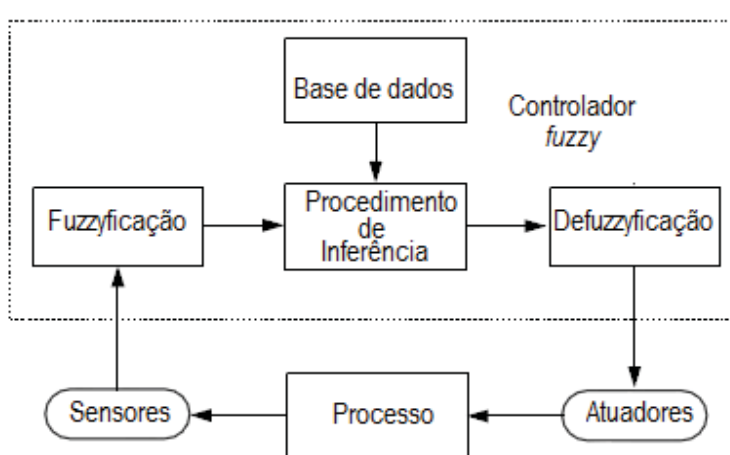 Base de dados
Controlador
fuzzy
Fuzzyficação
Procedimento
de
Inferência
Defuzzyficação
Sensores
Processo
Atuadores